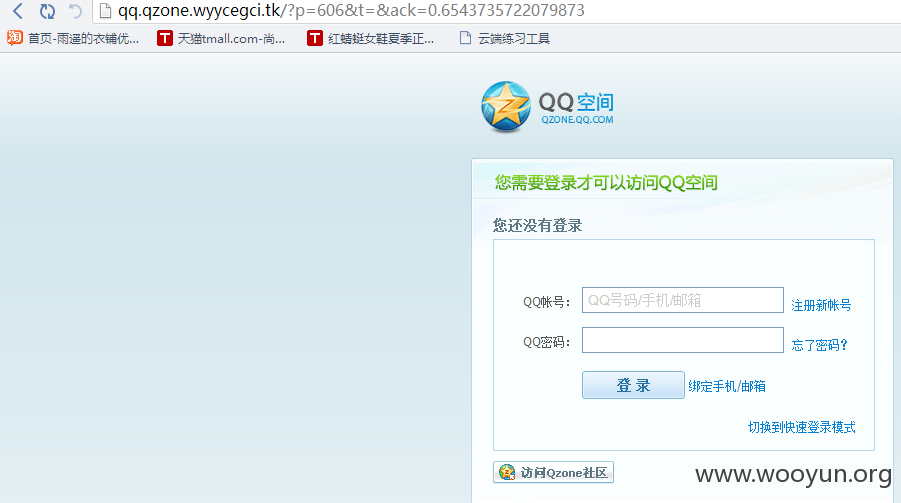 qq.qzone.wyycegci.tk/?p=606&t=&ack=0.6543735722079873
淘 首页-雨遥的衣铺优... T 天猫tmall.com-尚... T 红蜻蜓女鞋夏季正... 云端练习工具
QQ空间
QZONE.QQ.COM
您需要登录才可以访问QQ空间
您还没有登录
QQ帐号： QQ号码/手机/邮箱 注册新帐号
QQ密码： 忘了密码？
登 录 绑定手机/邮箱
切换到快速登录模式
访问Qzone社区
www.wooyun.org